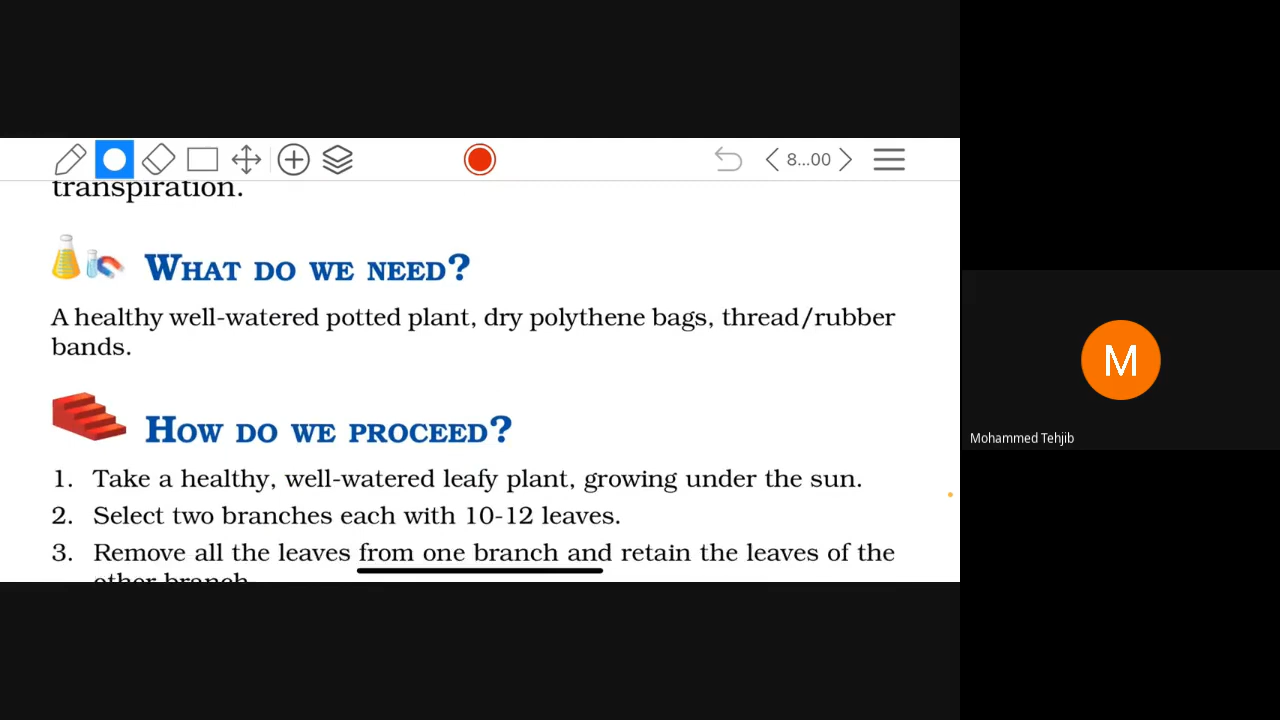 8...00
transpiration.
WHAT DO WE NEED?
A healthy well-watered potted plant, dry polythene bags, thread/rubber
bands.
HOW DO WE PROCEED?
1. Take a healthy, well-watered leafy plant, growing under the sun.
2. Select two branches each with 10-12 leaves.
3. Remove all the leaves from one branch and retain the leaves of the
other branch.
M
Mohammed Tehjib